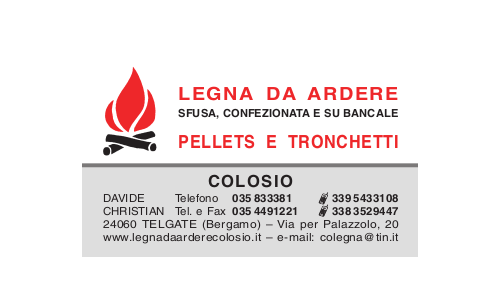 LEGNA DA ARDERE
SFUSA, CONFEZIONATA E SU BANCALE
PELLETS E TRONCHETTI
COLOSIO
DAVIDE Telefono 035 833381 339 5433108
CHRISTIAN Tel. e Fax 035 4491221 338 3529447
24060 TELGATE (Bergamo) – Via per Palazzolo, 20
www.legnadaarderecolosio.it – e-mail: colegna@tin.it